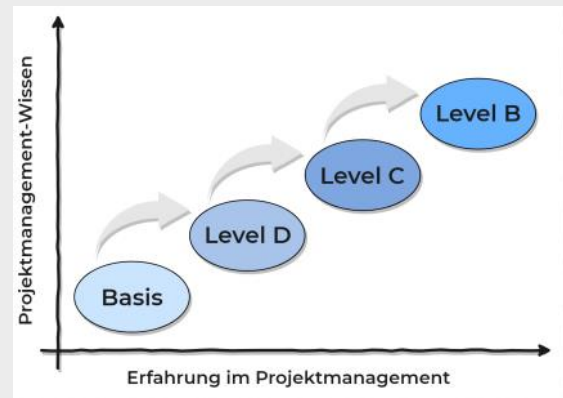 Projektmanagement-Wissen
Level B
Level C
Level D
Basis
Erfahrung im Projektmanagement